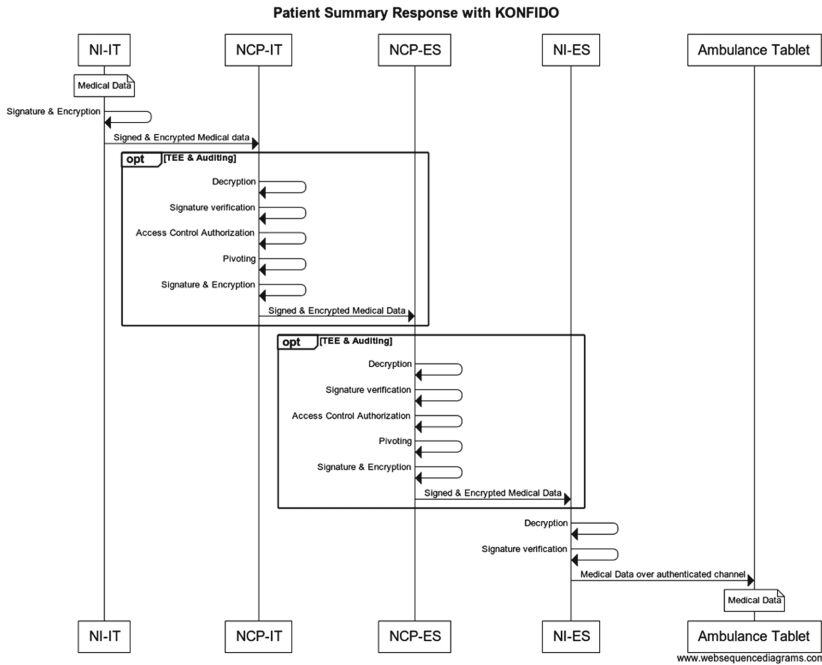 Patient Summary Response with KONFIDO
NI-IT NCP-IT NCP-ES NI-ES Ambulance Tablet
Medical Data
Signature & Encryption
Signed & Encrypted Medical data
opt [TEE & Auditing]
Decryption
Signature verification
Access Control Authorization
Pivoting
Signature & Encryption
Signed & Encrypted Medical Data
opt [TEE & Auditing]
Decryption
Signature verification
Access Control Authorization
Pivoting
Signature & Encryption
Signed & Encrypted Medical Data
Decryption
Signature verification
Medical Data over authenticated channel
Medical Data
NI-IT NCP-IT NCP-ES NI-ES Ambulance Tablet
www.websequencediagrams.com